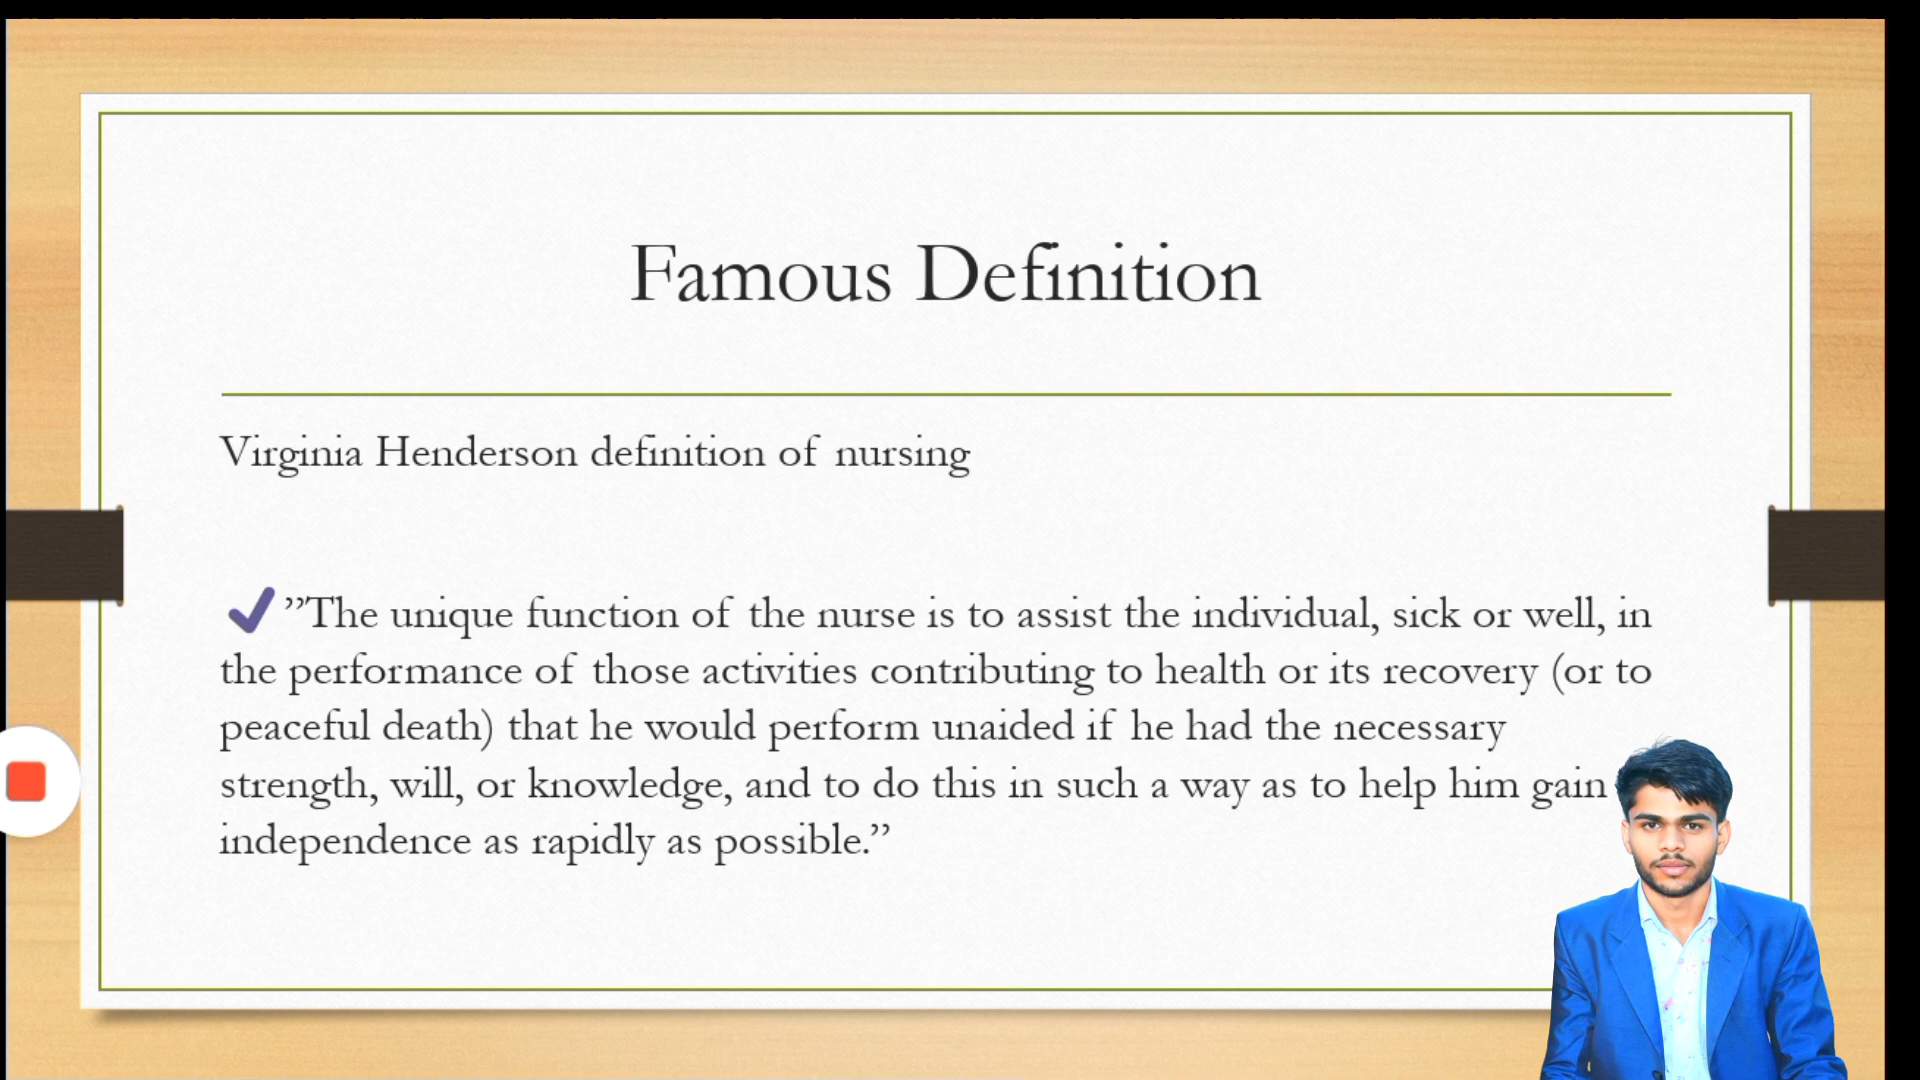 Famous Definition
Virginia Henderson definition of nursing
”The unique function of the nurse is to assist the individual, sick or well, in
the performance of those activities contributing to health or its recovery (or to
peaceful death) that he would perform unaided if he had the necessary
strength, will, or knowledge, and to do this in such a way as to help him gain
independence as rapidly as possible.”